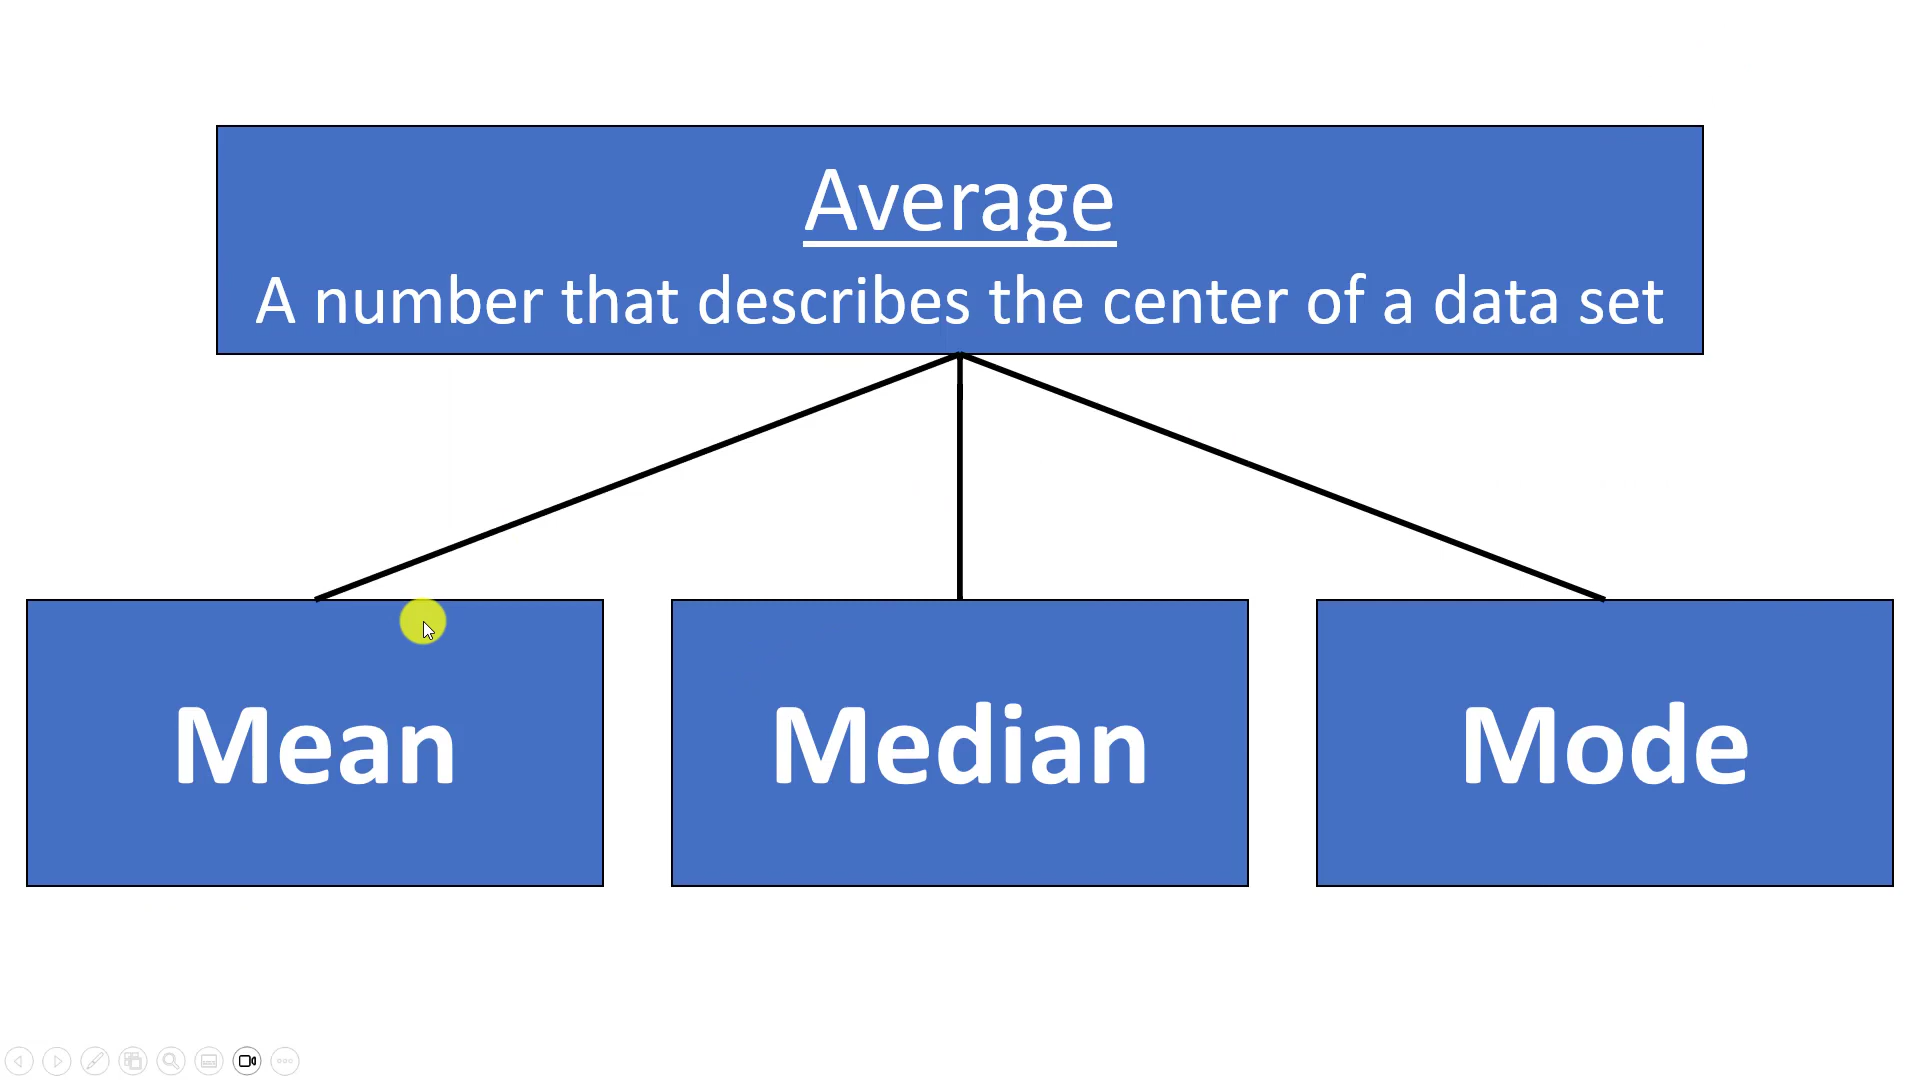 Average
A number that describes the center of a data set
Mean
Median
Mode